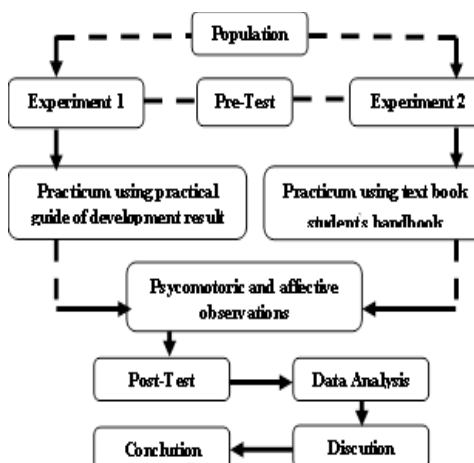 Population
Experiment 1
Pre-Test
Experiment 2
Practicum using practical
guide of development result
Practicum using text book
student's handbook
Psycomotoric and affective
observations
Post-Test
Data Analysis
Conclution
Discution